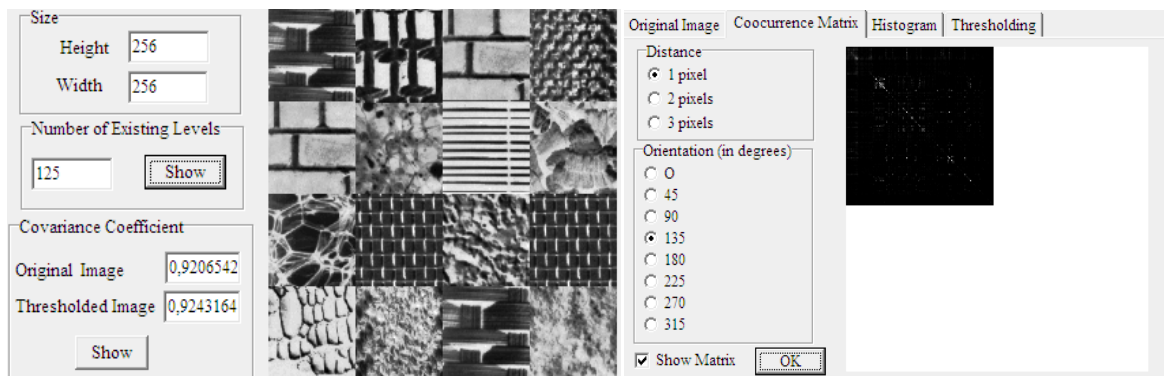 Size
Height 256
Width 256
Number of Existing Levels
125 Show
Covariance Coefficient
Original Image 0,9206542
Thresholded Image 0,9243164
Show
Original Image Coocurrence Matrix Histogram Thresholding
Distance
1 pixel
2 pixels
3 pixels
Orientation (in degrees)
O
45
90
135
180
225
270
315
Show Matrix OK